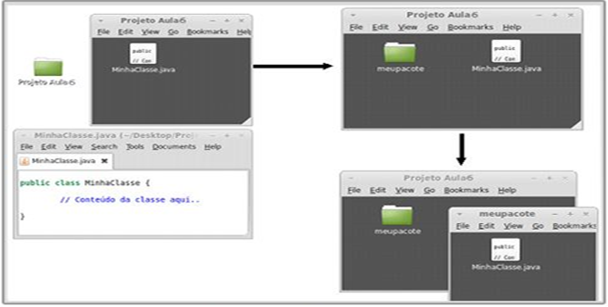 Projeto Aula6
File Edit View Go Bookmarks Help
public
// Con
MinhaClasse.java
Projeto Aula6
MinhaClasse.java (~/Desktop/Proj
File Edit View Search Tools Documents Help
MinhaClasse.java
public class MinhaClasse {
// Conteúdo da classe aqui..
}
Projeto Aula6
File Edit View Go Bookmarks Help
meupacote
public
// Con
MinhaClasse.java
Projeto Aula6
File Edit View Go Bookmarks Help
meupacote
meupacote
File Edit View Go Bookmarks
public
// Con
MinhaClasse.java